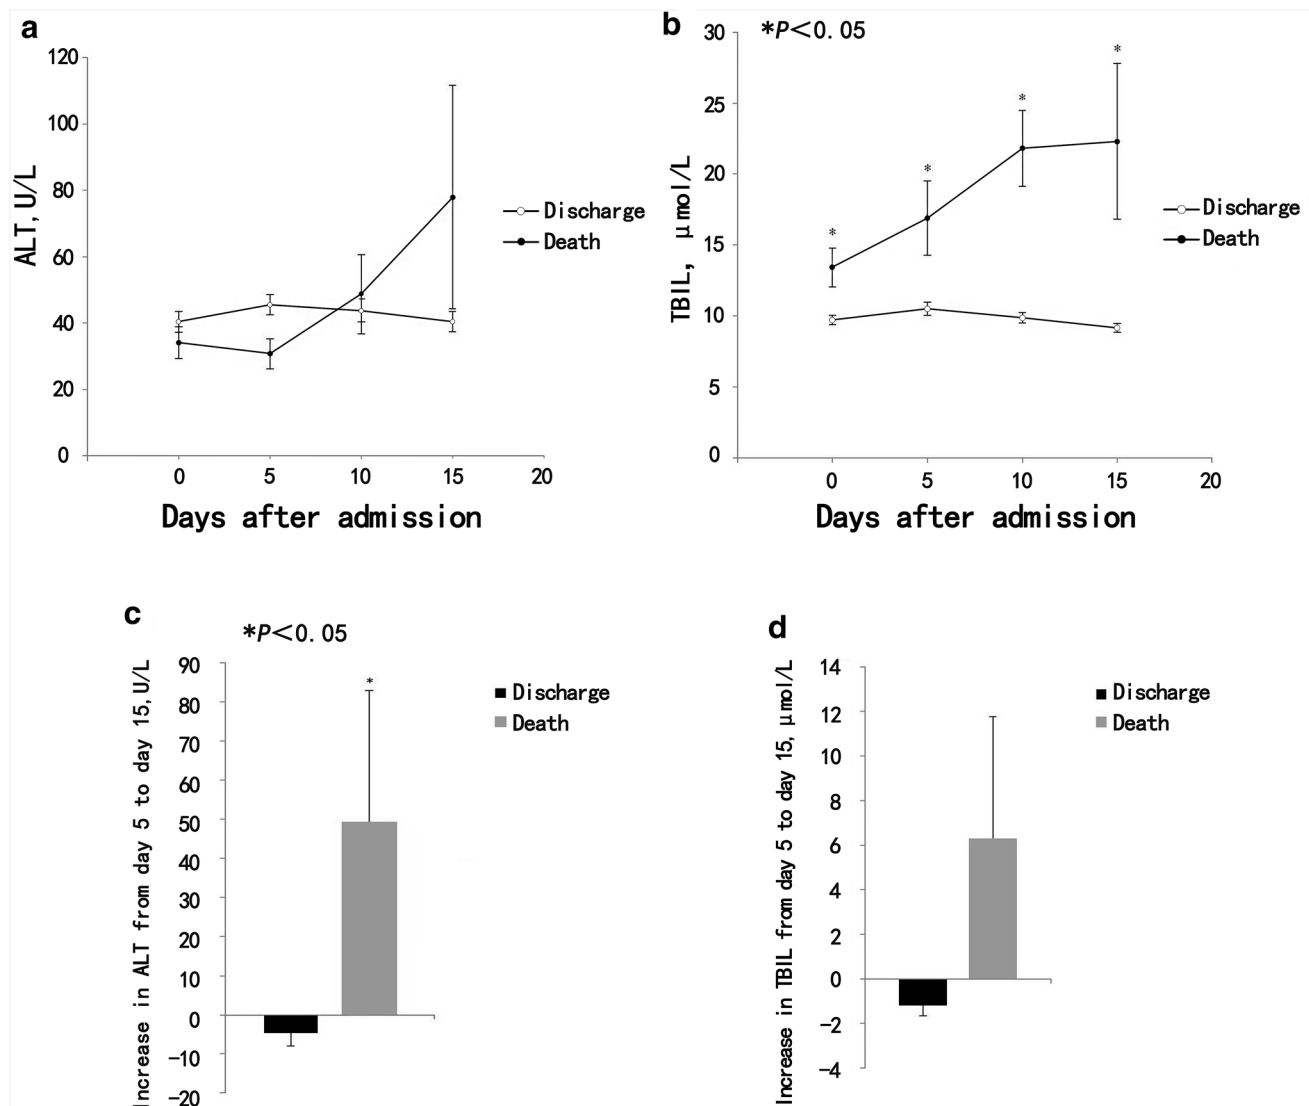 a
120
100
80
60
40
20
0
ALT, U/L
0 5 10 15 20
Days after admission
Discharge
Death
b
*P<0.05
30
25
20
15
10
5
0
TBIL, μmol/L
*
*
*
*
0 5 10 15 20
Days after admission
Discharge
Death
c
*P<0.05
90
80
70
60
50
40
30
20
10
0
-10
-20
Increase in ALT from day 5 to day 15, U/L
*
Discharge
Death
d
14
12
10
8
6
4
2
0
-2
-4
Increase in TBIL from day 5 to day 15, μmol/L
Discharge
Death